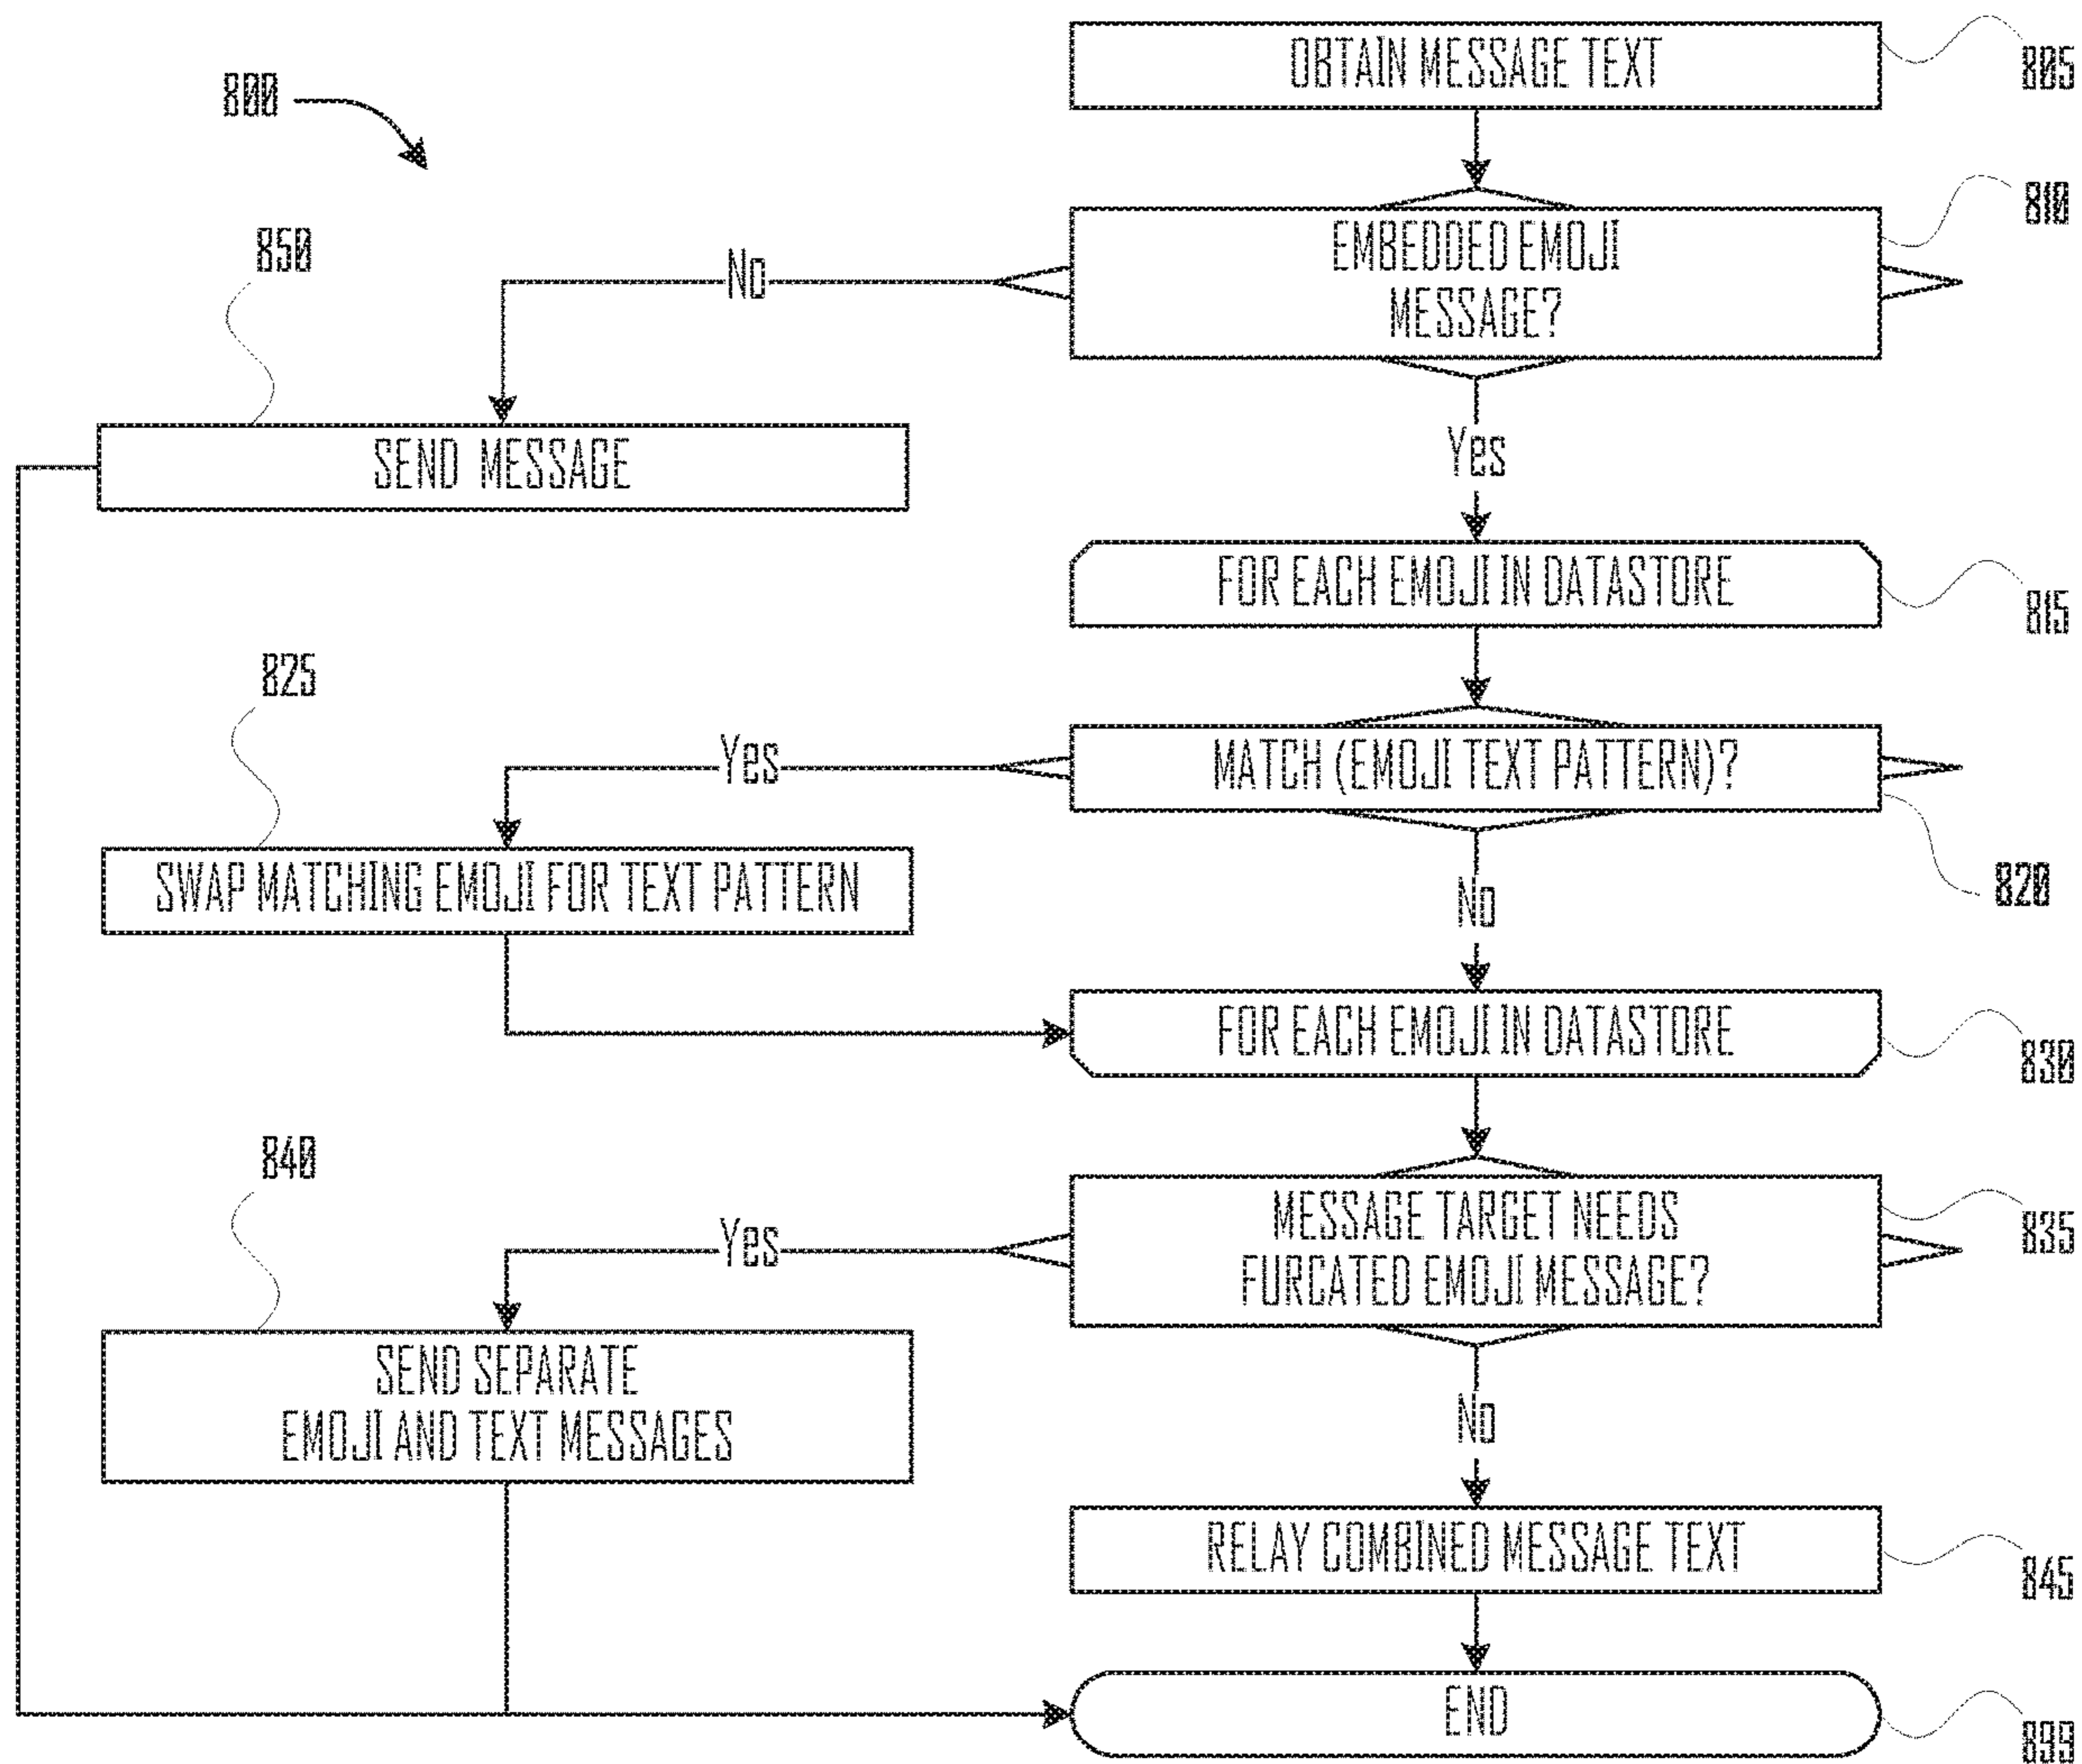 OBTAIN MESSAGE TEXT
805
800
810
EMBEDDED EMOJI
MESSAGE?
850
No
SEND MESSAGE
Yes
FOR EACH EMOJI IN DATASTORE
815
825
Yes
MATCH (EMOJI TEXT PATTERN)?
SWAP MATCHING EMOJI FOR TEXT PATTERN
820
No
FOR EACH EMOJI IN DATASTORE
830
840
Yes
MESSAGE TARGET NEEDS
FURCATED EMOJI MESSAGE?
835
SEND SEPARATE
EMOJI AND TEXT MESSAGES
No
RELAY COMBINED MESSAGE TEXT
845
END
899